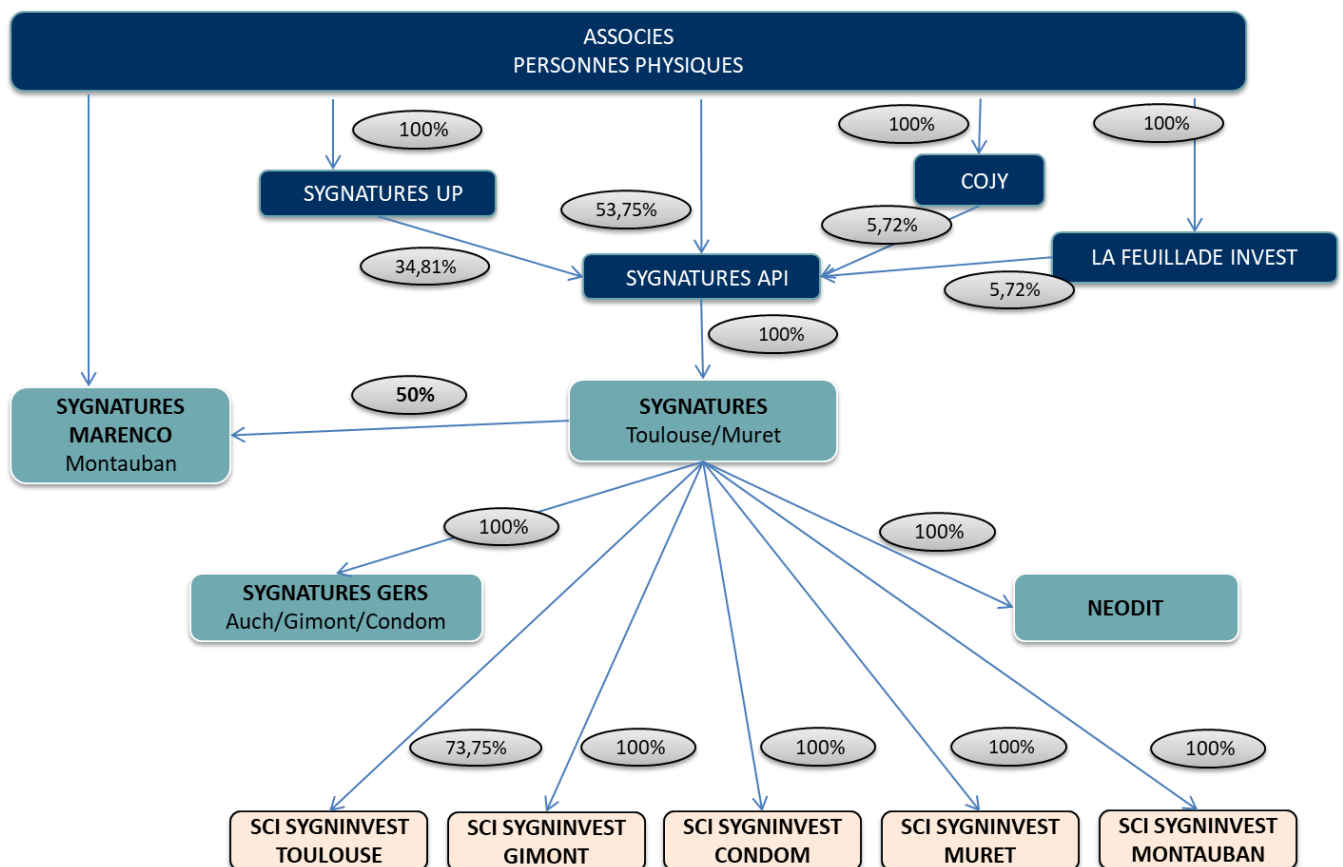 ASSOCIES
PERSONNES PHYSIQUES
100%
100%
100%
SYGNATURES UP
COJY
53,75%
5,72%
34,81%
SYGNATURES API
LA FEUILLADE INVEST
5,72%
100%
50%
SYGNATURES
MARENCO
Montauban
SYGNATURES
Toulouse/Muret
100%
100%
SYGNATURES GERS
Auch/Gimont/Condom
NEODIT
73,75%
100%
100%
100%
100%
SCI SYGNINVEST
TOULOUSE
SCI SYGNINVEST
GIMONT
SCI SYGNINVEST
CONDOM
SCI SYGNINVEST
MURET
SCI SYGNINVEST
MONTAUBAN